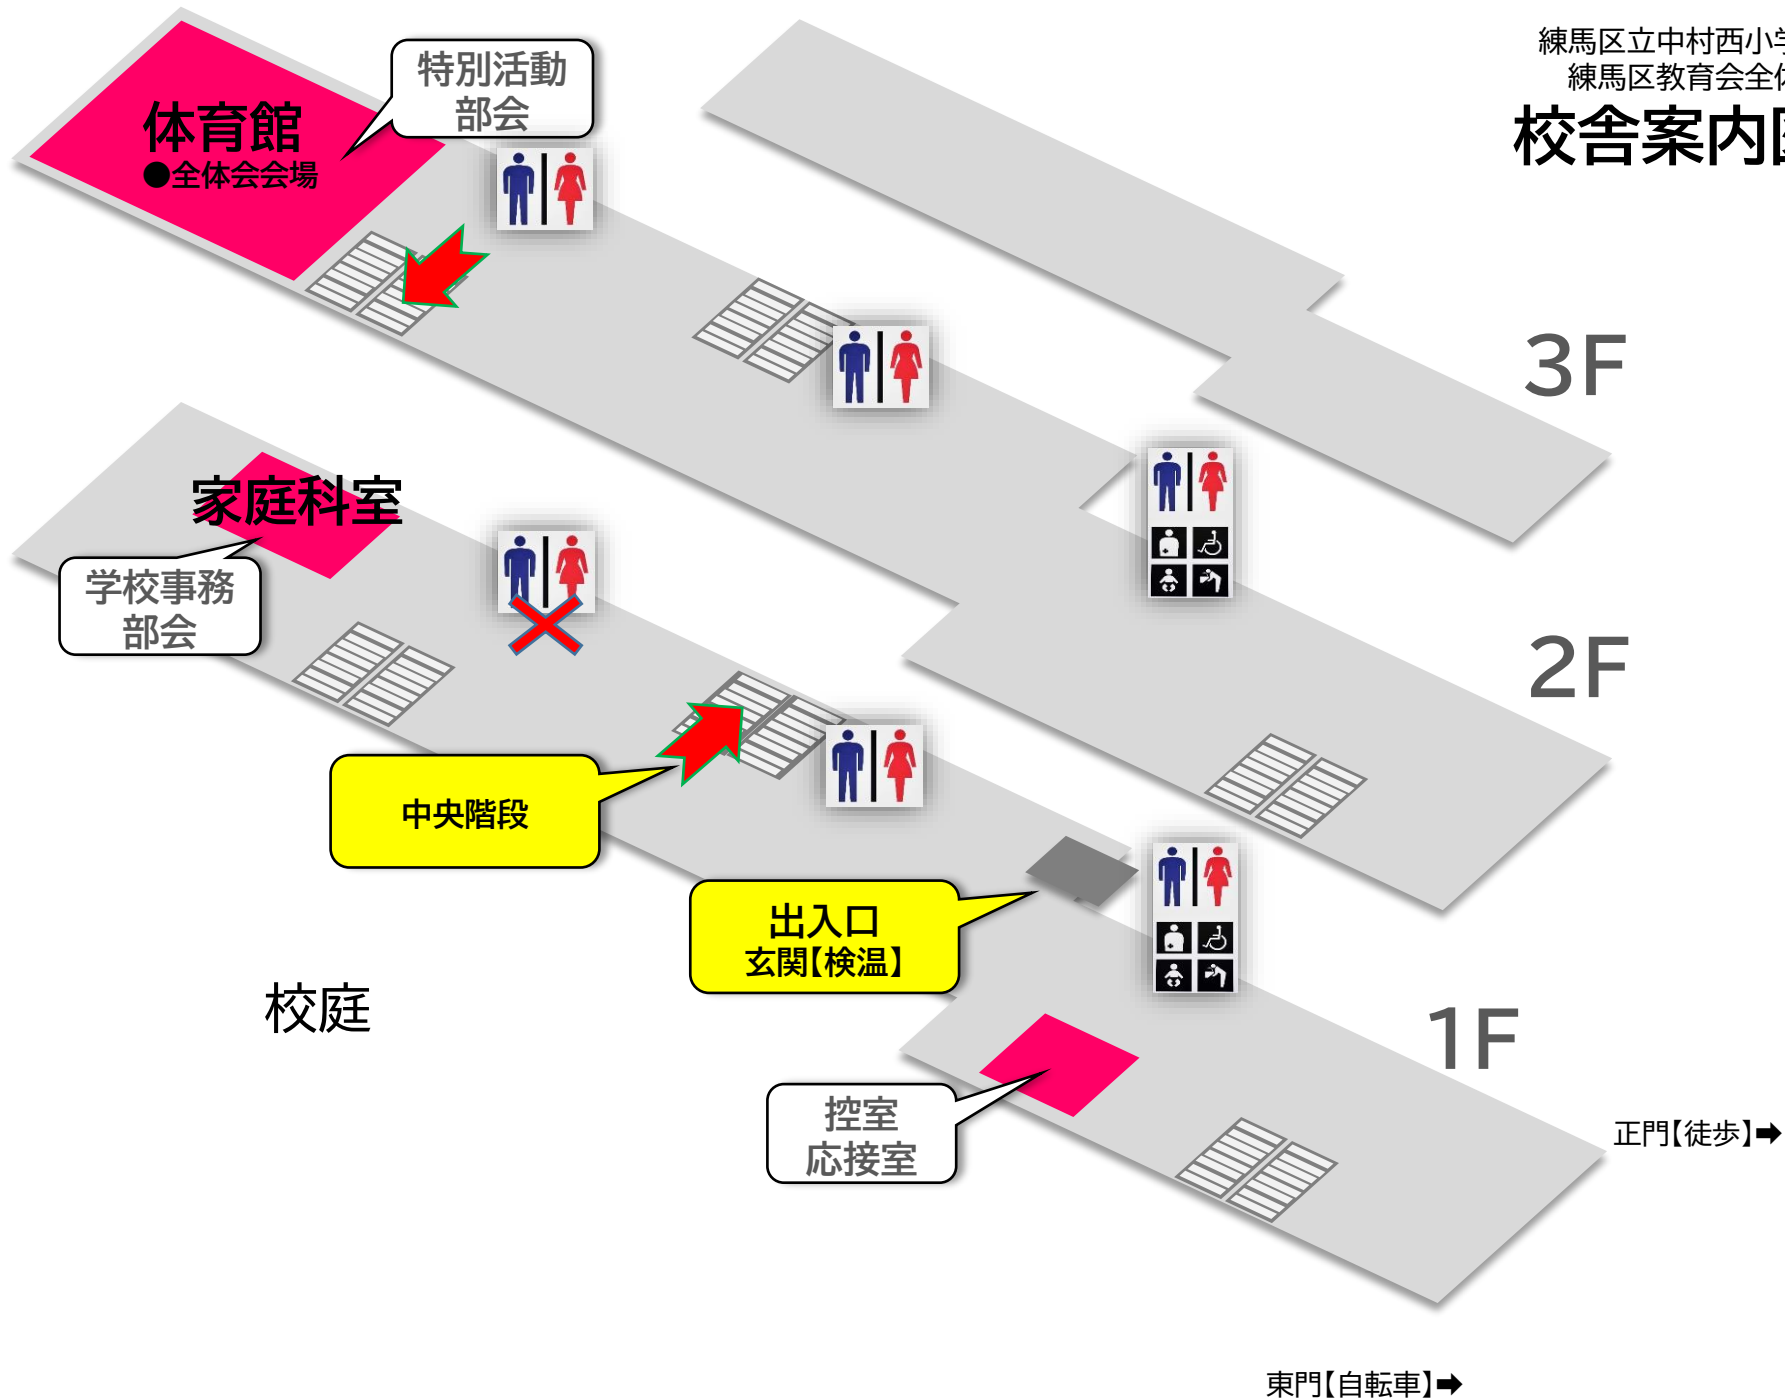 練馬区立中村西小学
練馬区教育会全体
校舎案内図
特別活動
部会
体育館
●全体会会場
3F
家庭科室
学校事務
部会
2F
中央階段
出入口
玄関【検温】
校庭
1F
控室
応接室
正門【徒歩】➡
東門【自転車】➡